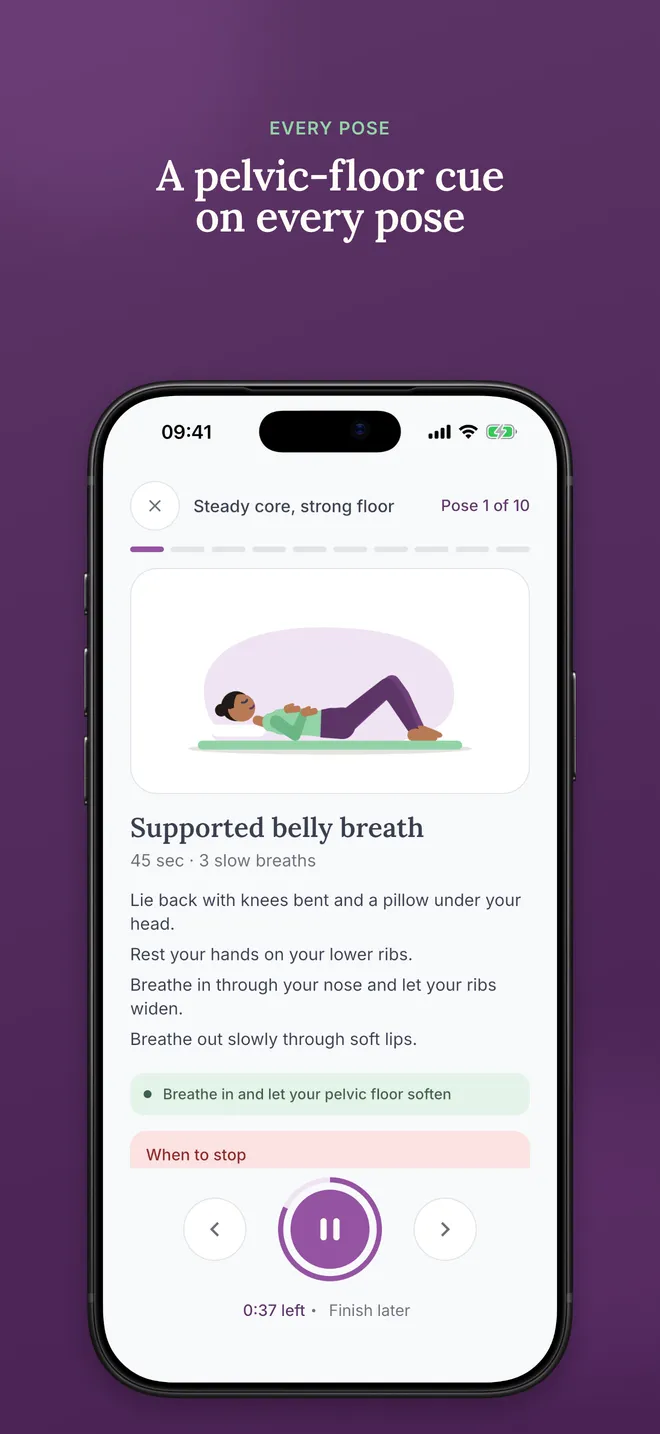 EVERY POSE
A pelvic-floor cue
on every pose
09:41
Steady core, strong floor
Pose 1 of 10
Supported belly breath
45 sec · 3 slow breaths
Lie back with knees bent and a pillow under your
head.
Rest your hands on your lower ribs.
Breathe in through your nose and let your ribs
widen.
Breathe out slowly through soft lips.
Breathe in and let your pelvic floor soften
When to stop
0:37 left • Finish later